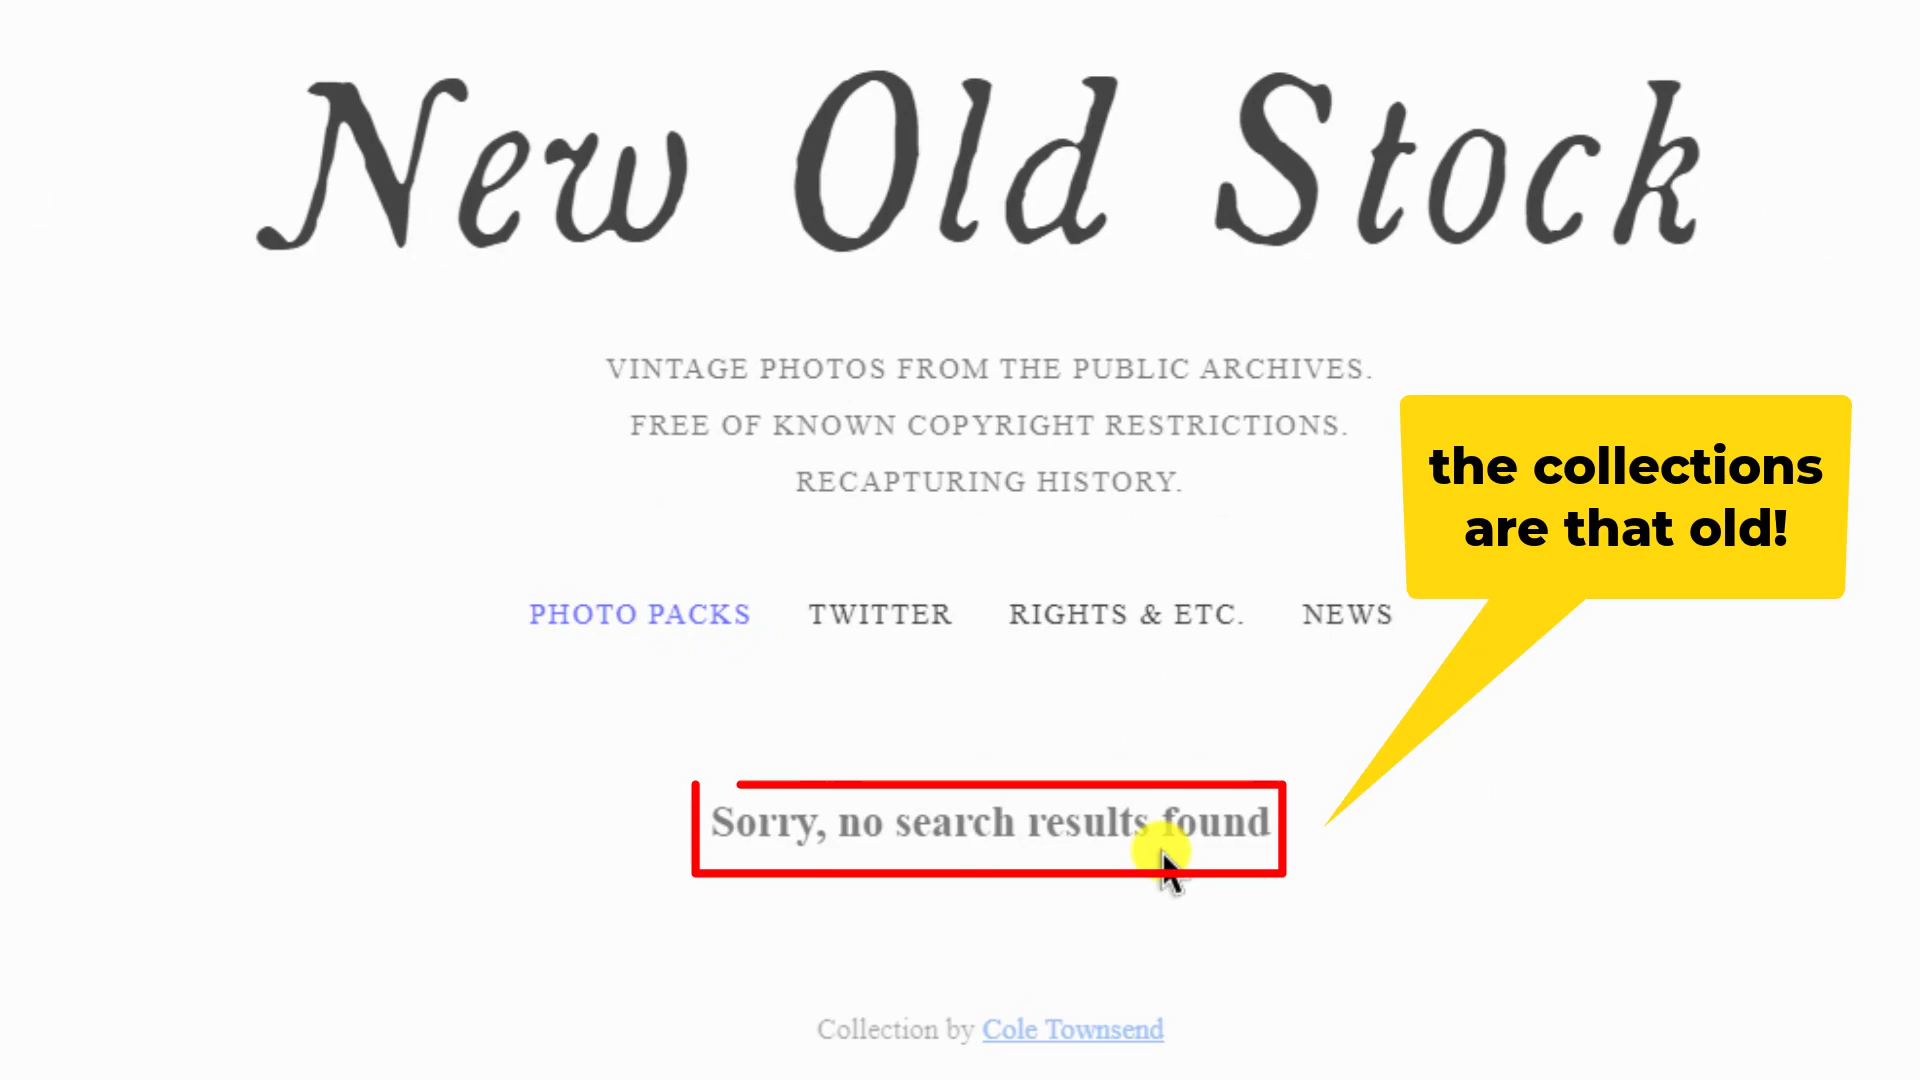 New Old Stock
VINTAGE PHOTOS FROM THE PUBLIC ARCHIVES.
FREE OF KNOWN COPYRIGHT RESTRICTIONS.
RECAPTURING HISTORY.
the collections
are that old!
PHOTO PACKS TWITTER RIGHTS & ETC. NEWS
Sorry, no search results found
Collection by Cole Townsend